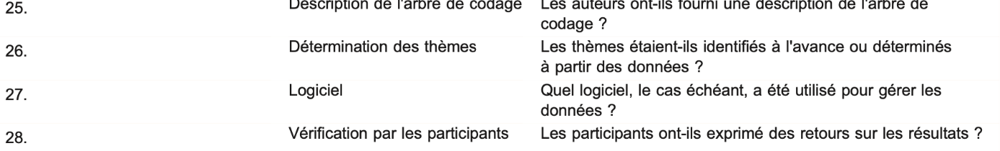 25. Description de l'arbre de codage Les auteurs ont-ils fourni une description de l'arbre de
codage ?
26. Détermination des thèmes Les thèmes étaient-ils identifiés à l'avance ou déterminés
à partir des données ?
27. Logiciel Quel logiciel, le cas échéant, a été utilisé pour gérer les
données ?
28. Vérification par les participants Les participants ont-ils exprimé des retours sur les résultats ?